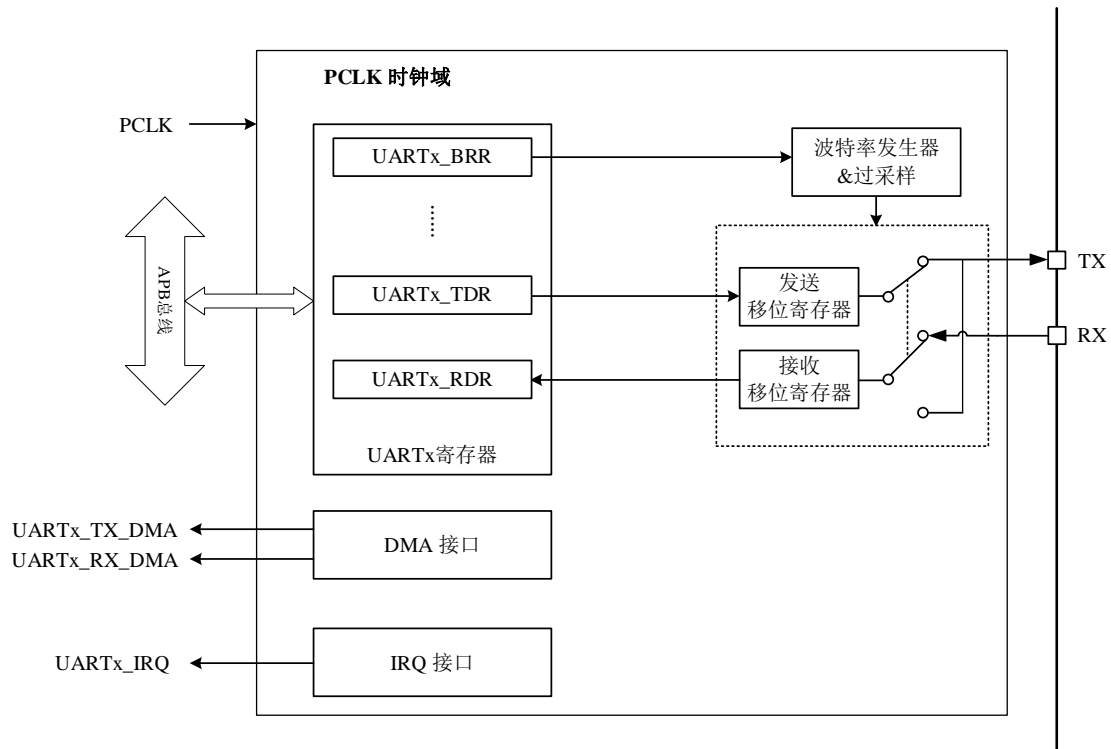 PCLK 时钟域
PCLK
UARTx_BRR
波特率发生器
&过采样
......
APB总线
UARTx_TDR
发送
移位寄存器
TX
RX
UARTx_RDR
接收
移位寄存器
UARTx寄存器
UARTx_TX_DMA
UARTx_RX_DMA
DMA 接口
UARTx_IRQ
IRQ 接口